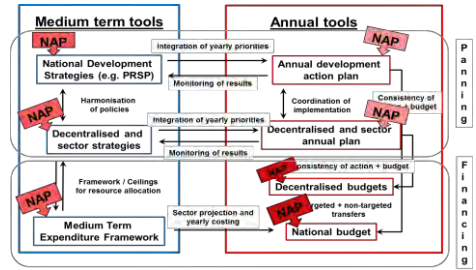 Medium term tools
Annual tools
NAP
NAP
Integration of yearly priorities
National Development
Strategies (e.g. PRSP)
Annual development
action plan
Monitoring of results
NAP
NAP
Harmonisation
of policies
Coordination of
implementation
Consistency of
+ budget
Integration of yearly priorities
Decentralised and
sector strategies
Decentralised and sector
annual plan
Monitoring of results
Panning
NAP
Consistency of action + budget
Framework / Ceilings
for resource allocation
Decentralised budgets
NAP
NAP
targeted + non-targeted
transfers
Sector projection and
yearly costing
Medium Term
Expenditure Framework
National budget
Financing